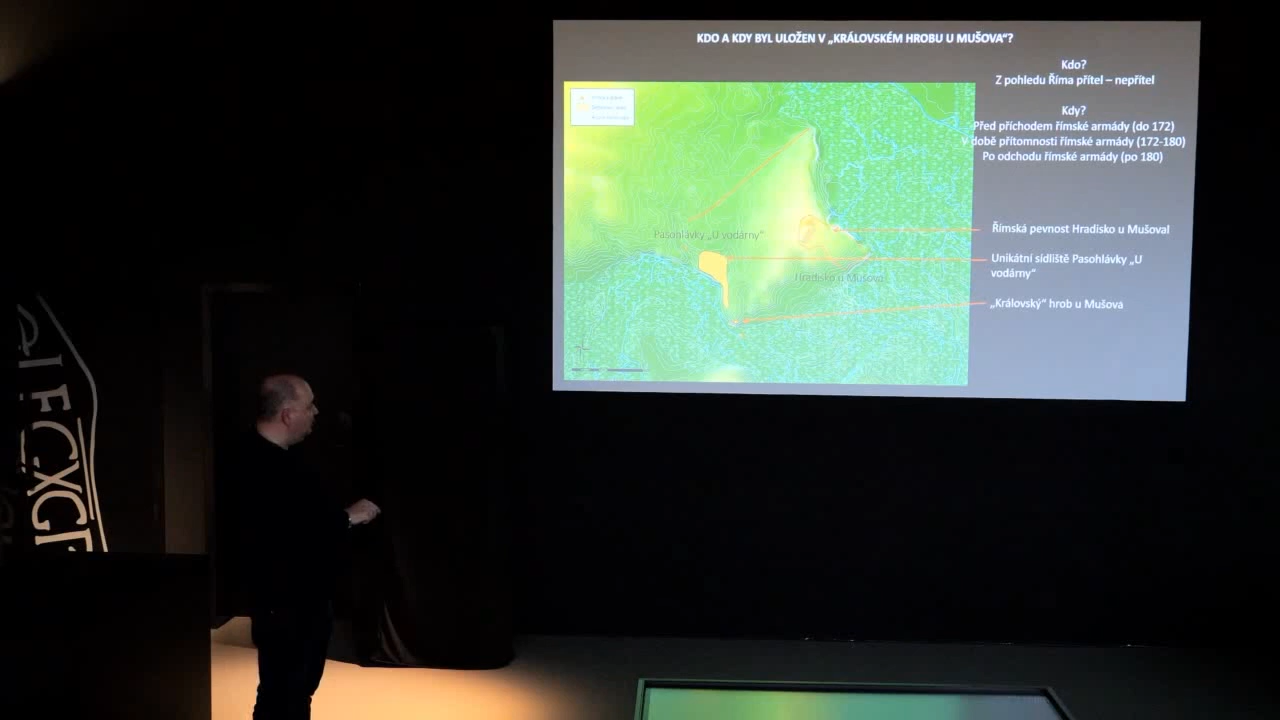 KDO A KDY BYL ULOŽEN V „KRÁLOVSKÉM HROBU U MUŠOVA“?
Kdo?
Z pohledu Říma přítel – nepřítel
Kdy?
Před příchodem římské armády (do 172)
V době přítomnosti římské armády (172-180)
Po odchodu římské armády (po 180)
Pasohlávky „U vodárny“
Hradisko u Mušova
Římská pevnost Hradisko u Mušoval
Unikátní sídliště Pasohlávky „U
vodárny“
„Královský“ hrob u Mušova